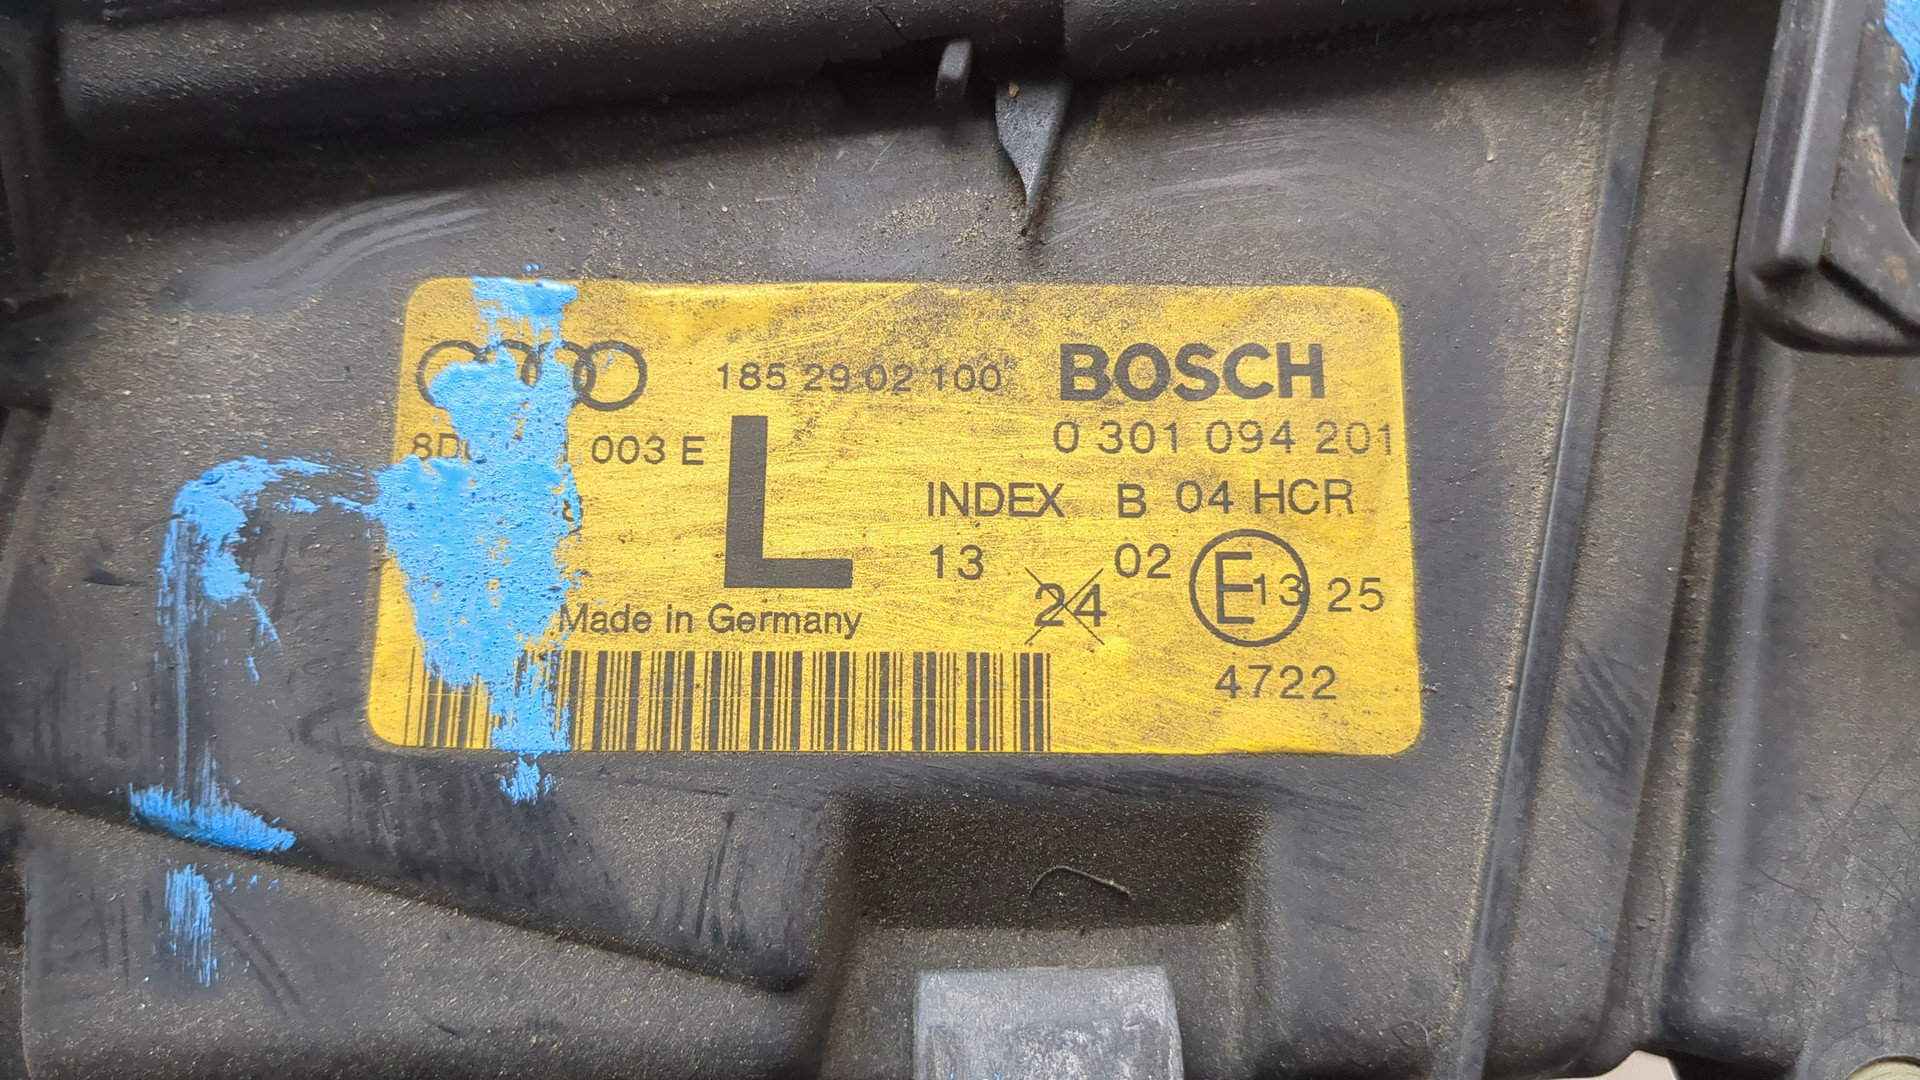 185 29 02 100 BOSCH
003 E L 0 301 094 201
INDEX B 04 HCR
13 24 02 E13 25
Made in Germany
4722